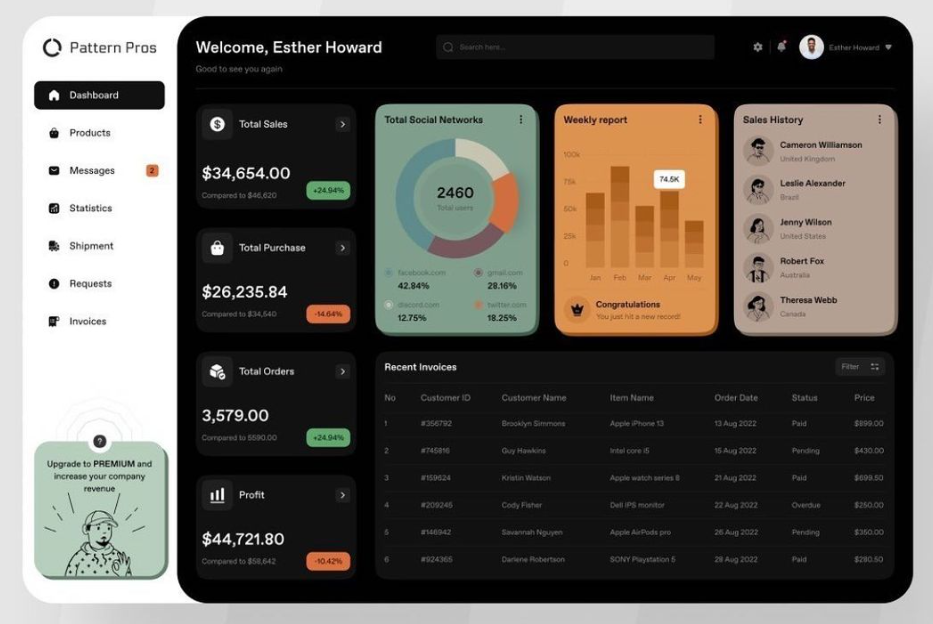 Pattern Pros
Dashboard
Products
Messages 2
Statistics
Shipment
Requests
Invoices
?
Upgrade to PREMIUM and
increase your company
revenue
Welcome, Esther Howard
Good to see you again
Search here...
Esther Howard
Total Sales
$34,654.00
Compared to $46,620 +24.94%
Total Purchase
$26,235.84
Compared to $34,540 -14.64%
Total Orders
3,579.00
Compared to 5590.00 +24.94%
Profit
$44,721.80
Compared to $58,642 -10.42%
Total Social Networks
2460
Total users
facebook.com gmail.com
42.84% 28.16%
discord.com twitter.com
12.75% 18.25%
Weekly report
100k
75k
74.5K
50k
25k
0
Jan Feb Mar Apr May
Congratulations
You just hit a new record!
Sales History
Cameron Williamson
United Kingdom
Leslie Alexander
Brazil
Jenny Wilson
United States
Robert Fox
Australia
Theresa Webb
Canada
Recent Invoices Filter
No Customer ID Customer Name Item Name Order Date Status Price
1 #356792 Brooklyn Simmons Apple iPhone 13 13 Aug 2022 Paid $899.00
2 #745816 Guy Hawkins Intel core i5 15 Aug 2022 Pending $430.00
3 #159624 Kristin Watson Apple watch series 8 21 Aug 2022 Paid $699.50
4 #209245 Cody Fisher Dell IPS monitor 22 Aug 2022 Overdue $250.00
5 #146942 Savannah Nguyen Apple AirPods pro 26 Aug 2022 Pending $350.00
6 #924365 Darlene Robertson SONY Playstation 5 28 Aug 2022 Paid $280.50